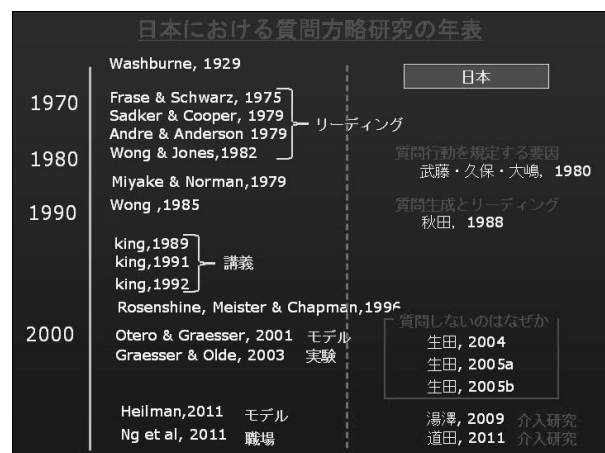 日本における質問方略研究の年表
Washburne, 1929
日本
1970
Frase & Schwarz, 1975
Sadker & Cooper, 1979
Andre & Anderson 1979
Wong & Jones,1982
リーディング
1980
質問行動を規定する要因
武藤・久保・大嶋, 1980
Miyake & Norman,1979
1990
Wong ,1985
質問生成とリーディング
秋田, 1988
king,1989
king,1991
king,1992
講義
Rosenshine, Meister & Chapman,1996
2000
Otero & Graesser, 2001 モデル
Graesser & Olde, 2003 実験
質問しないのはなぜか
生田, 2004
生田, 2005a
生田, 2005b
Heilman,2011 モデル
Ng et al, 2011 職場
湯澤, 2009 介入研究
道田, 2011 介入研究